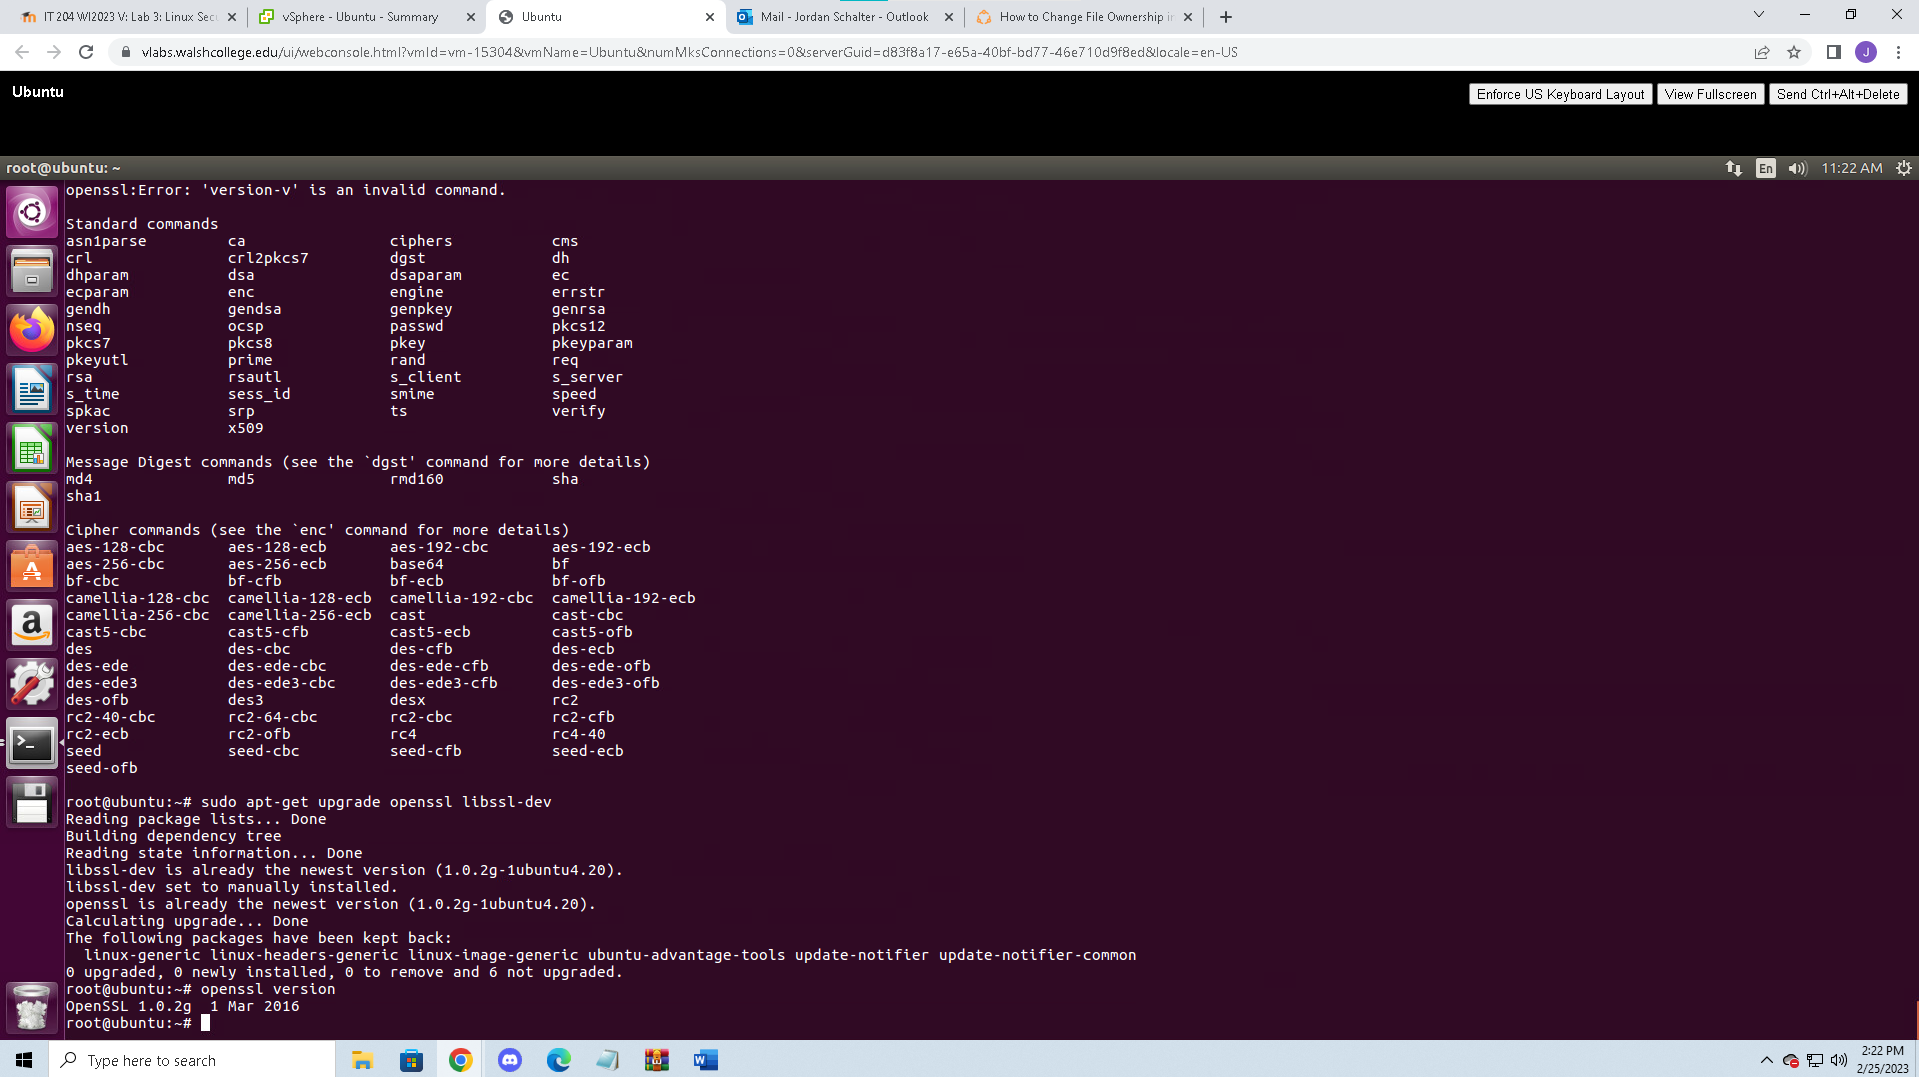 IT 204 WI2023 V: Lab 3: Linux Secu
vSphere - Ubuntu - Summary
Ubuntu
Mail - Jordan Schalter - Outlook
How to Change File Ownership in
vlabs.walshcollege.edu/ui/webconsole.html?vmId=vm-15304&vmName=Ubuntu&numMksConnections=0&serverGuid=d83f8a17-e65a-40bf-bd77-46e710d9f8ed&locale=en-US
J
Ubuntu
Enforce US Keyboard Layout
View Fullscreen
Send Ctrl+Alt+Delete
root@ubuntu: ~
En
11:22 AM
openssl:Error: 'version-v' is an invalid command.
Standard commands
asn1parse ca ciphers cms
crl crl2pkcs7 dgst dh
dhparam dsa dsaparam ec
ecparam enc engine errstr
gendh gendsa genpkey genrsa
nseq ocsp passwd pkcs12
pkcs7 pkcs8 pkey pkeyparam
pkeyutl prime rand req
rsa rsautl s_client s_server
s_time sess_id smime speed
spkac srp ts verify
version x509
Message Digest commands (see the `dgst' command for more details)
md4 md5 rmd160 sha
sha1
Cipher commands (see the `enc' command for more details)
aes-128-cbc aes-128-ecb aes-192-cbc aes-192-ecb
aes-256-cbc aes-256-ecb base64 bf
bf-cbc bf-cfb bf-ecb bf-ofb
camellia-128-cbc camellia-128-ecb camellia-192-cbc camellia-192-ecb
camellia-256-cbc camellia-256-ecb cast cast-cbc
cast5-cbc cast5-cfb cast5-ecb cast5-ofb
des des-cbc des-cfb des-ecb
des-ede des-ede-cbc des-ede-cfb des-ede-ofb
des-ede3 des-ede3-cbc des-ede3-cfb des-ede3-ofb
des-ofb des3 desx rc2
rc2-40-cbc rc2-64-cbc rc2-cbc rc2-cfb
rc2-ecb rc2-ofb rc4 rc4-40
seed seed-cbc seed-cfb seed-ecb
seed-ofb
root@ubuntu:~# sudo apt-get upgrade openssl libssl-dev
Reading package lists... Done
Building dependency tree
Reading state information... Done
libssl-dev is already the newest version (1.0.2g-1ubuntu4.20).
libssl-dev set to manually installed.
openssl is already the newest version (1.0.2g-1ubuntu4.20).
Calculating upgrade... Done
The following packages have been kept back:
linux-generic linux-headers-generic linux-image-generic ubuntu-advantage-tools update-notifier update-notifier-common
0 upgraded, 0 newly installed, 0 to remove and 6 not upgraded.
root@ubuntu:~# openssl version
OpenSSL 1.0.2g 1 Mar 2016
root@ubuntu:~#
Type here to search
2:22 PM
2/25/2023